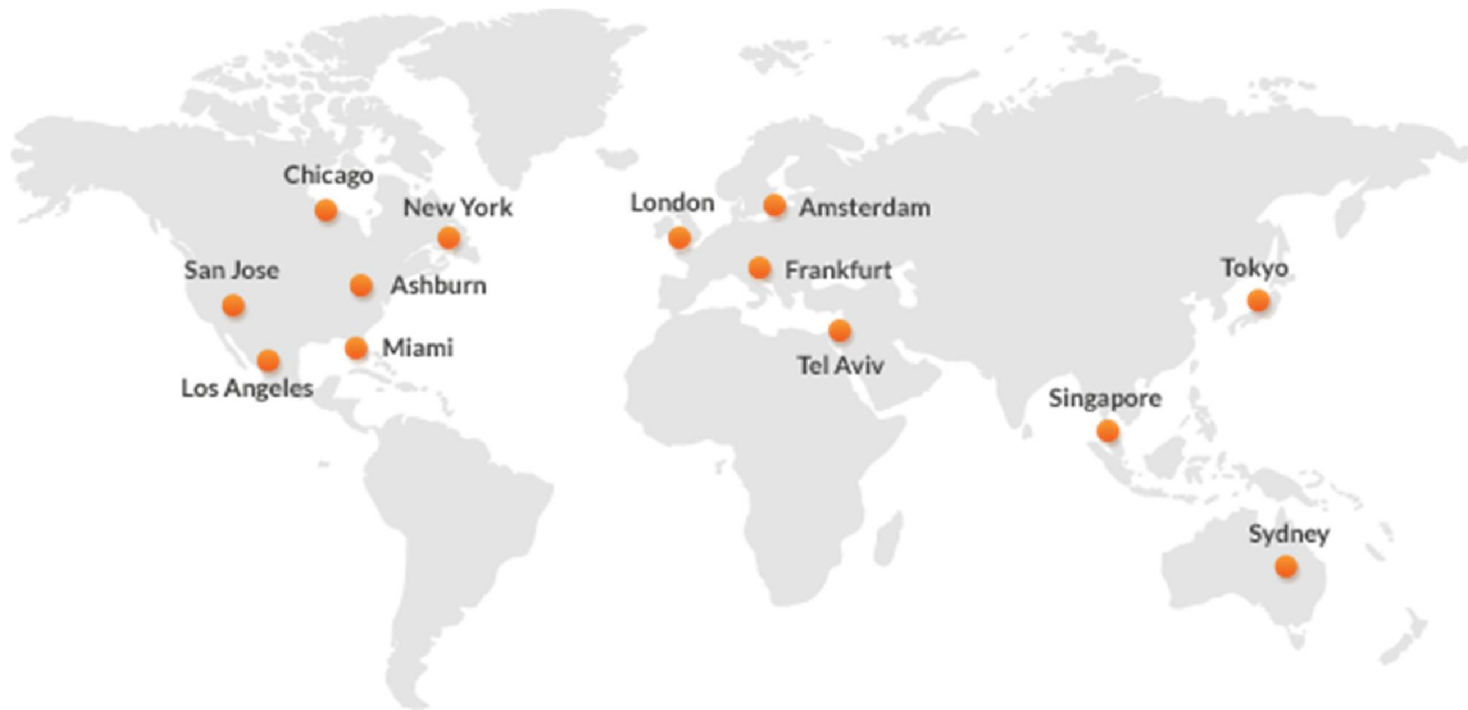 Chicago
New York
London
Amsterdam
San Jose
Ashburn
Frankfurt
Tokyo
Miami
Tel Aviv
Los Angeles
Singapore
Sydney